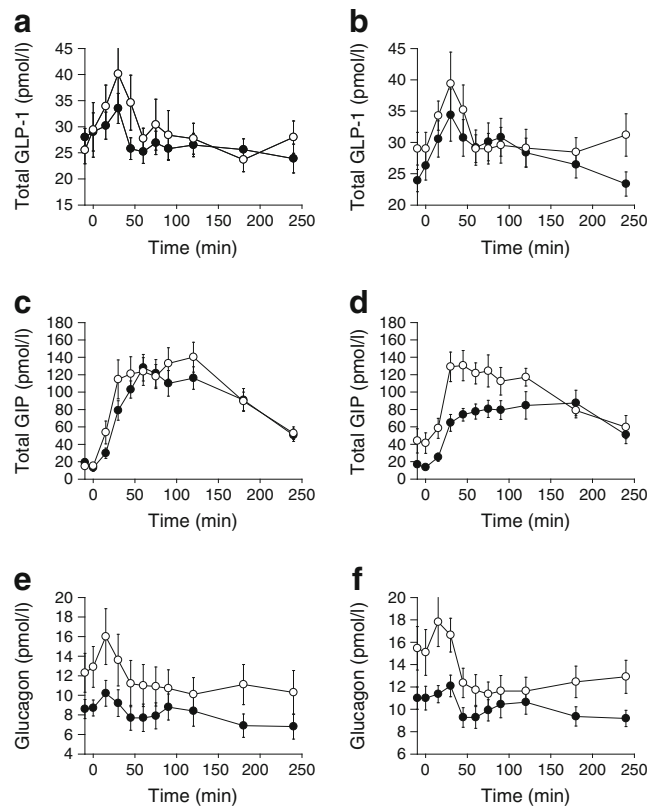 a
b
Total GLP-1 (pmol/l)
45
40
35
30
25
20
15
0 50 100 150 200 250
Time (min)
Total GLP-1 (pmol/l)
45
40
35
30
25
20
0 50 100 150 200 250
Time (min)
c
d
Total GIP (pmol/l)
180
160
140
120
100
80
60
40
20
0
0 50 100 150 200 250
Time (min)
Total GIP (pmol/l)
180
160
140
120
100
80
60
40
20
0
0 50 100 150 200 250
Time (min)
e
f
Glucagon (pmol/l)
20
18
16
14
12
10
8
6
4
0 50 100 150 200 250
Time (min)
Glucagon (pmol/l)
20
18
16
14
12
10
8
6
0 50 100 150 200 250
Time (min)